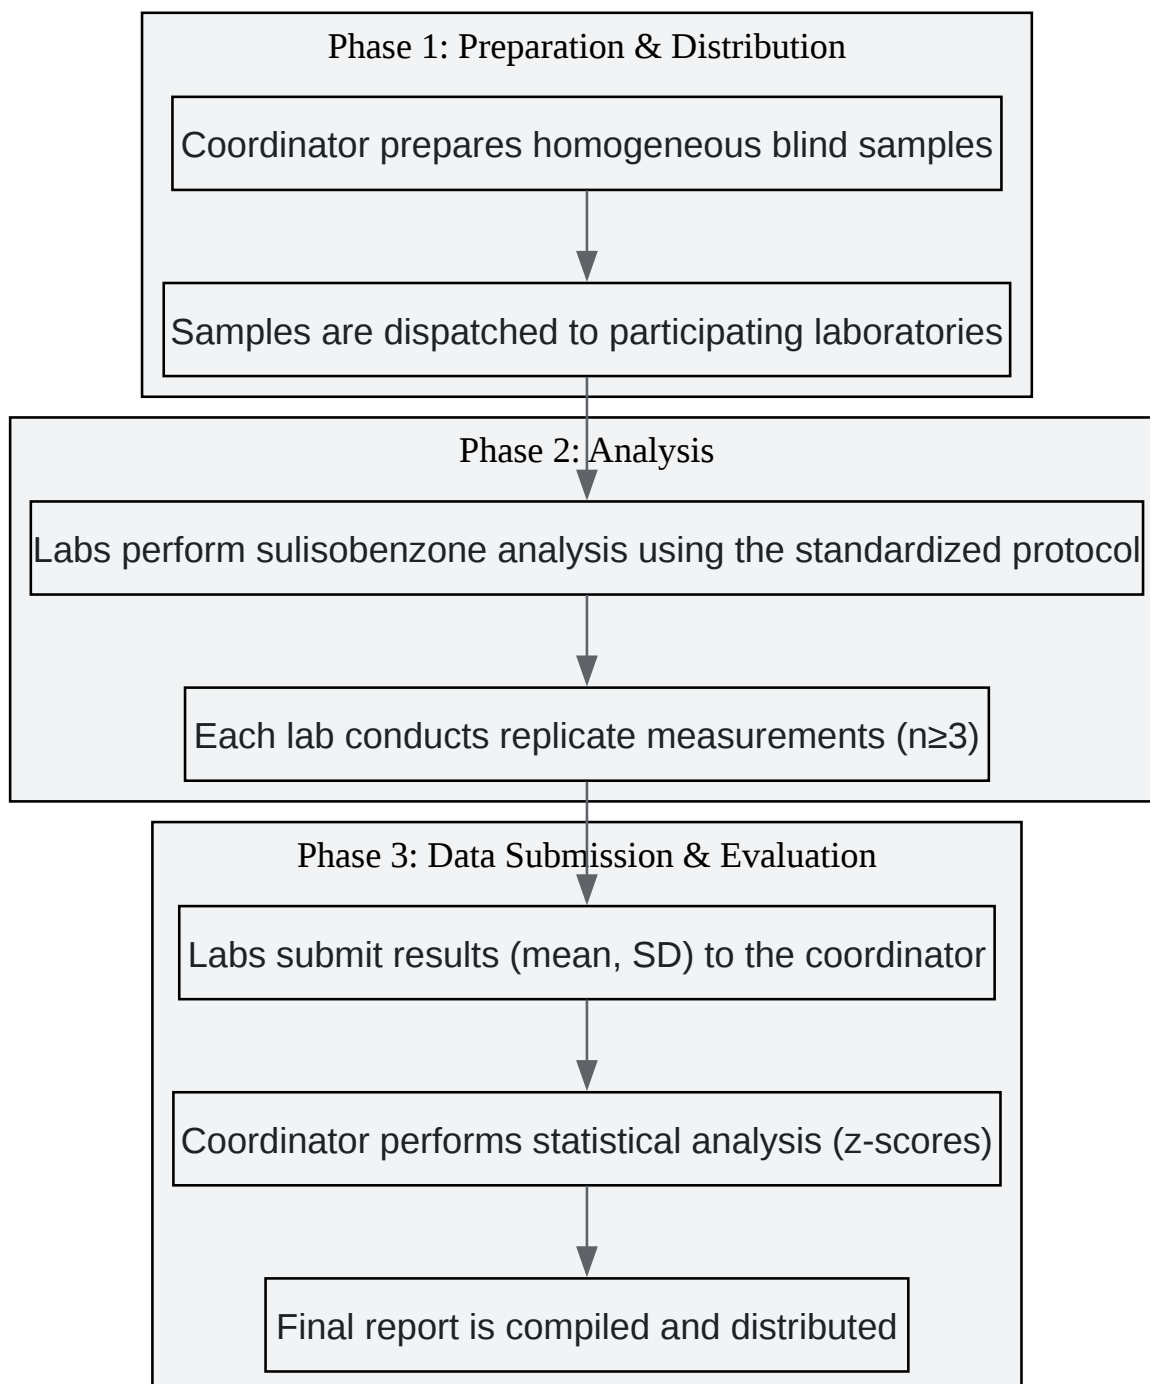 Phase 1: Preparation & Distribution
Coordinator prepares homogeneous blind samples
Samples are dispatched to participating laboratories
Phase 2: Analysis
Labs perform sulisobenzone analysis using the standardized protocol
Each lab conducts replicate measurements (n≥3)
Phase 3: Data Submission & Evaluation
Labs submit results (mean, SD) to the coordinator
Coordinator performs statistical analysis (z-scores)
Final report is compiled and distributed